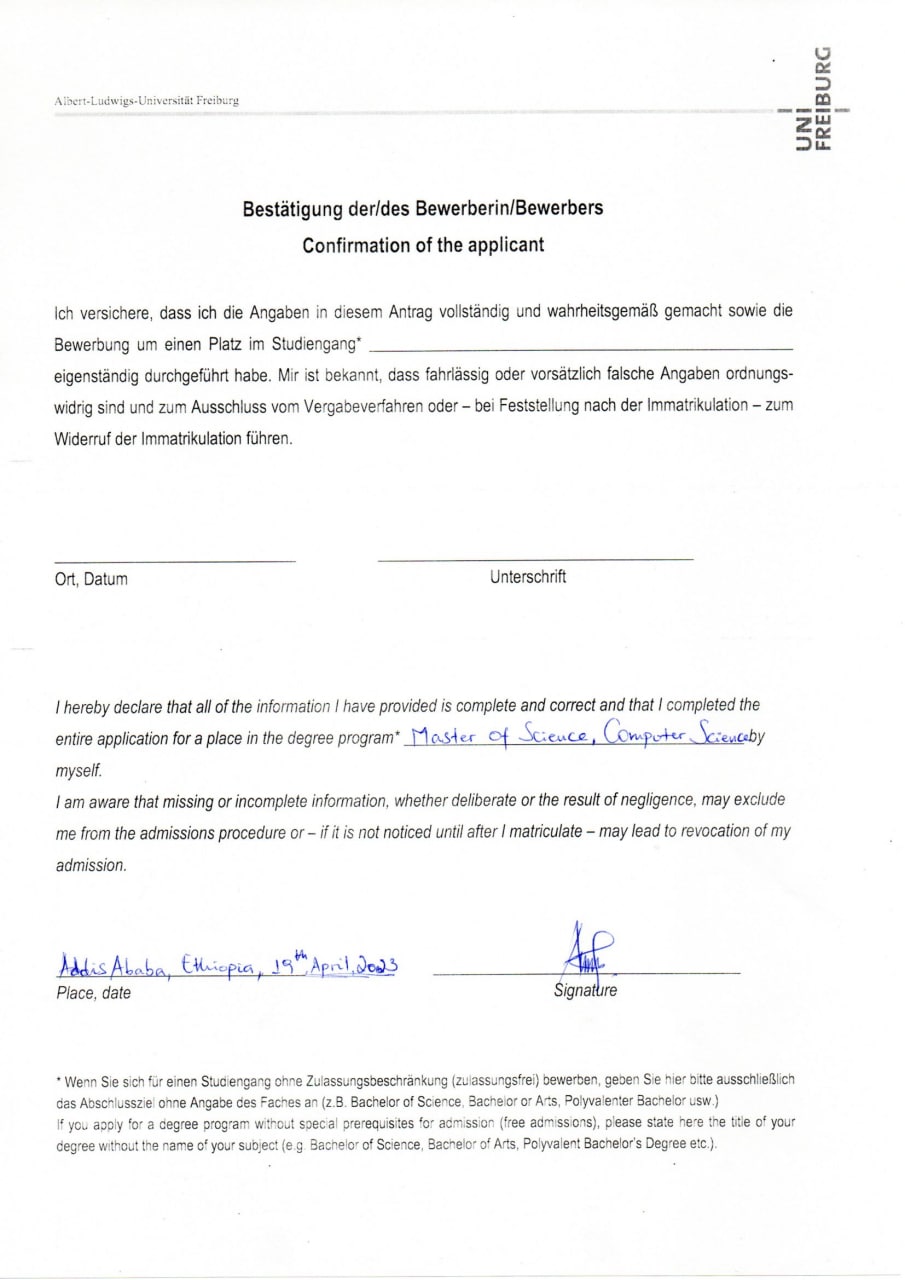 Albert-Ludwigs-Universität Freiburg
UNI
FREIBURG
Bestätigung der/des Bewerberin/Bewerbers
Confirmation of the applicant
Ich versichere, dass ich die Angaben in diesem Antrag vollständig und wahrheitsgemäß gemacht sowie die
Bewerbung um einen Platz im Studiengang*
eigenständig durchgeführt habe. Mir ist bekannt, dass fahrlässig oder vorsätzlich falsche Angaben ordnungs-
widrig sind und zum Ausschluss vom Vergabeverfahren oder – bei Feststellung nach der Immatrikulation – zum
Widerruf der Immatrikulation führen.
Ort, Datum
Unterschrift
I hereby declare that all of the information I have provided is complete and correct and that I completed the
entire application for a place in the degree program* Master of Science, Computer Science by
myself.
I am aware that missing or incomplete information, whether deliberate or the result of negligence, may exclude
me from the admissions procedure or – if it is not noticed until after I matriculate – may lead to revocation of my
admission.
Addis Ababa, Ethiopia, 19th, April, 2023
Place, date
Signature
* Wenn Sie sich für einen Studiengang ohne Zulassungsbeschränkung (zulassungsfrei) bewerben, geben Sie hier bitte ausschließlich
das Abschlussziel ohne Angabe des Faches an (z.B. Bachelor of Science, Bachelor or Arts, Polyvalenter Bachelor usw.)
If you apply for a degree program without special prerequisites for admission (free admissions), please state here the title of your
degree without the name of your subject (e.g. Bachelor of Science, Bachelor of Arts, Polyvalent Bachelor's Degree etc.).